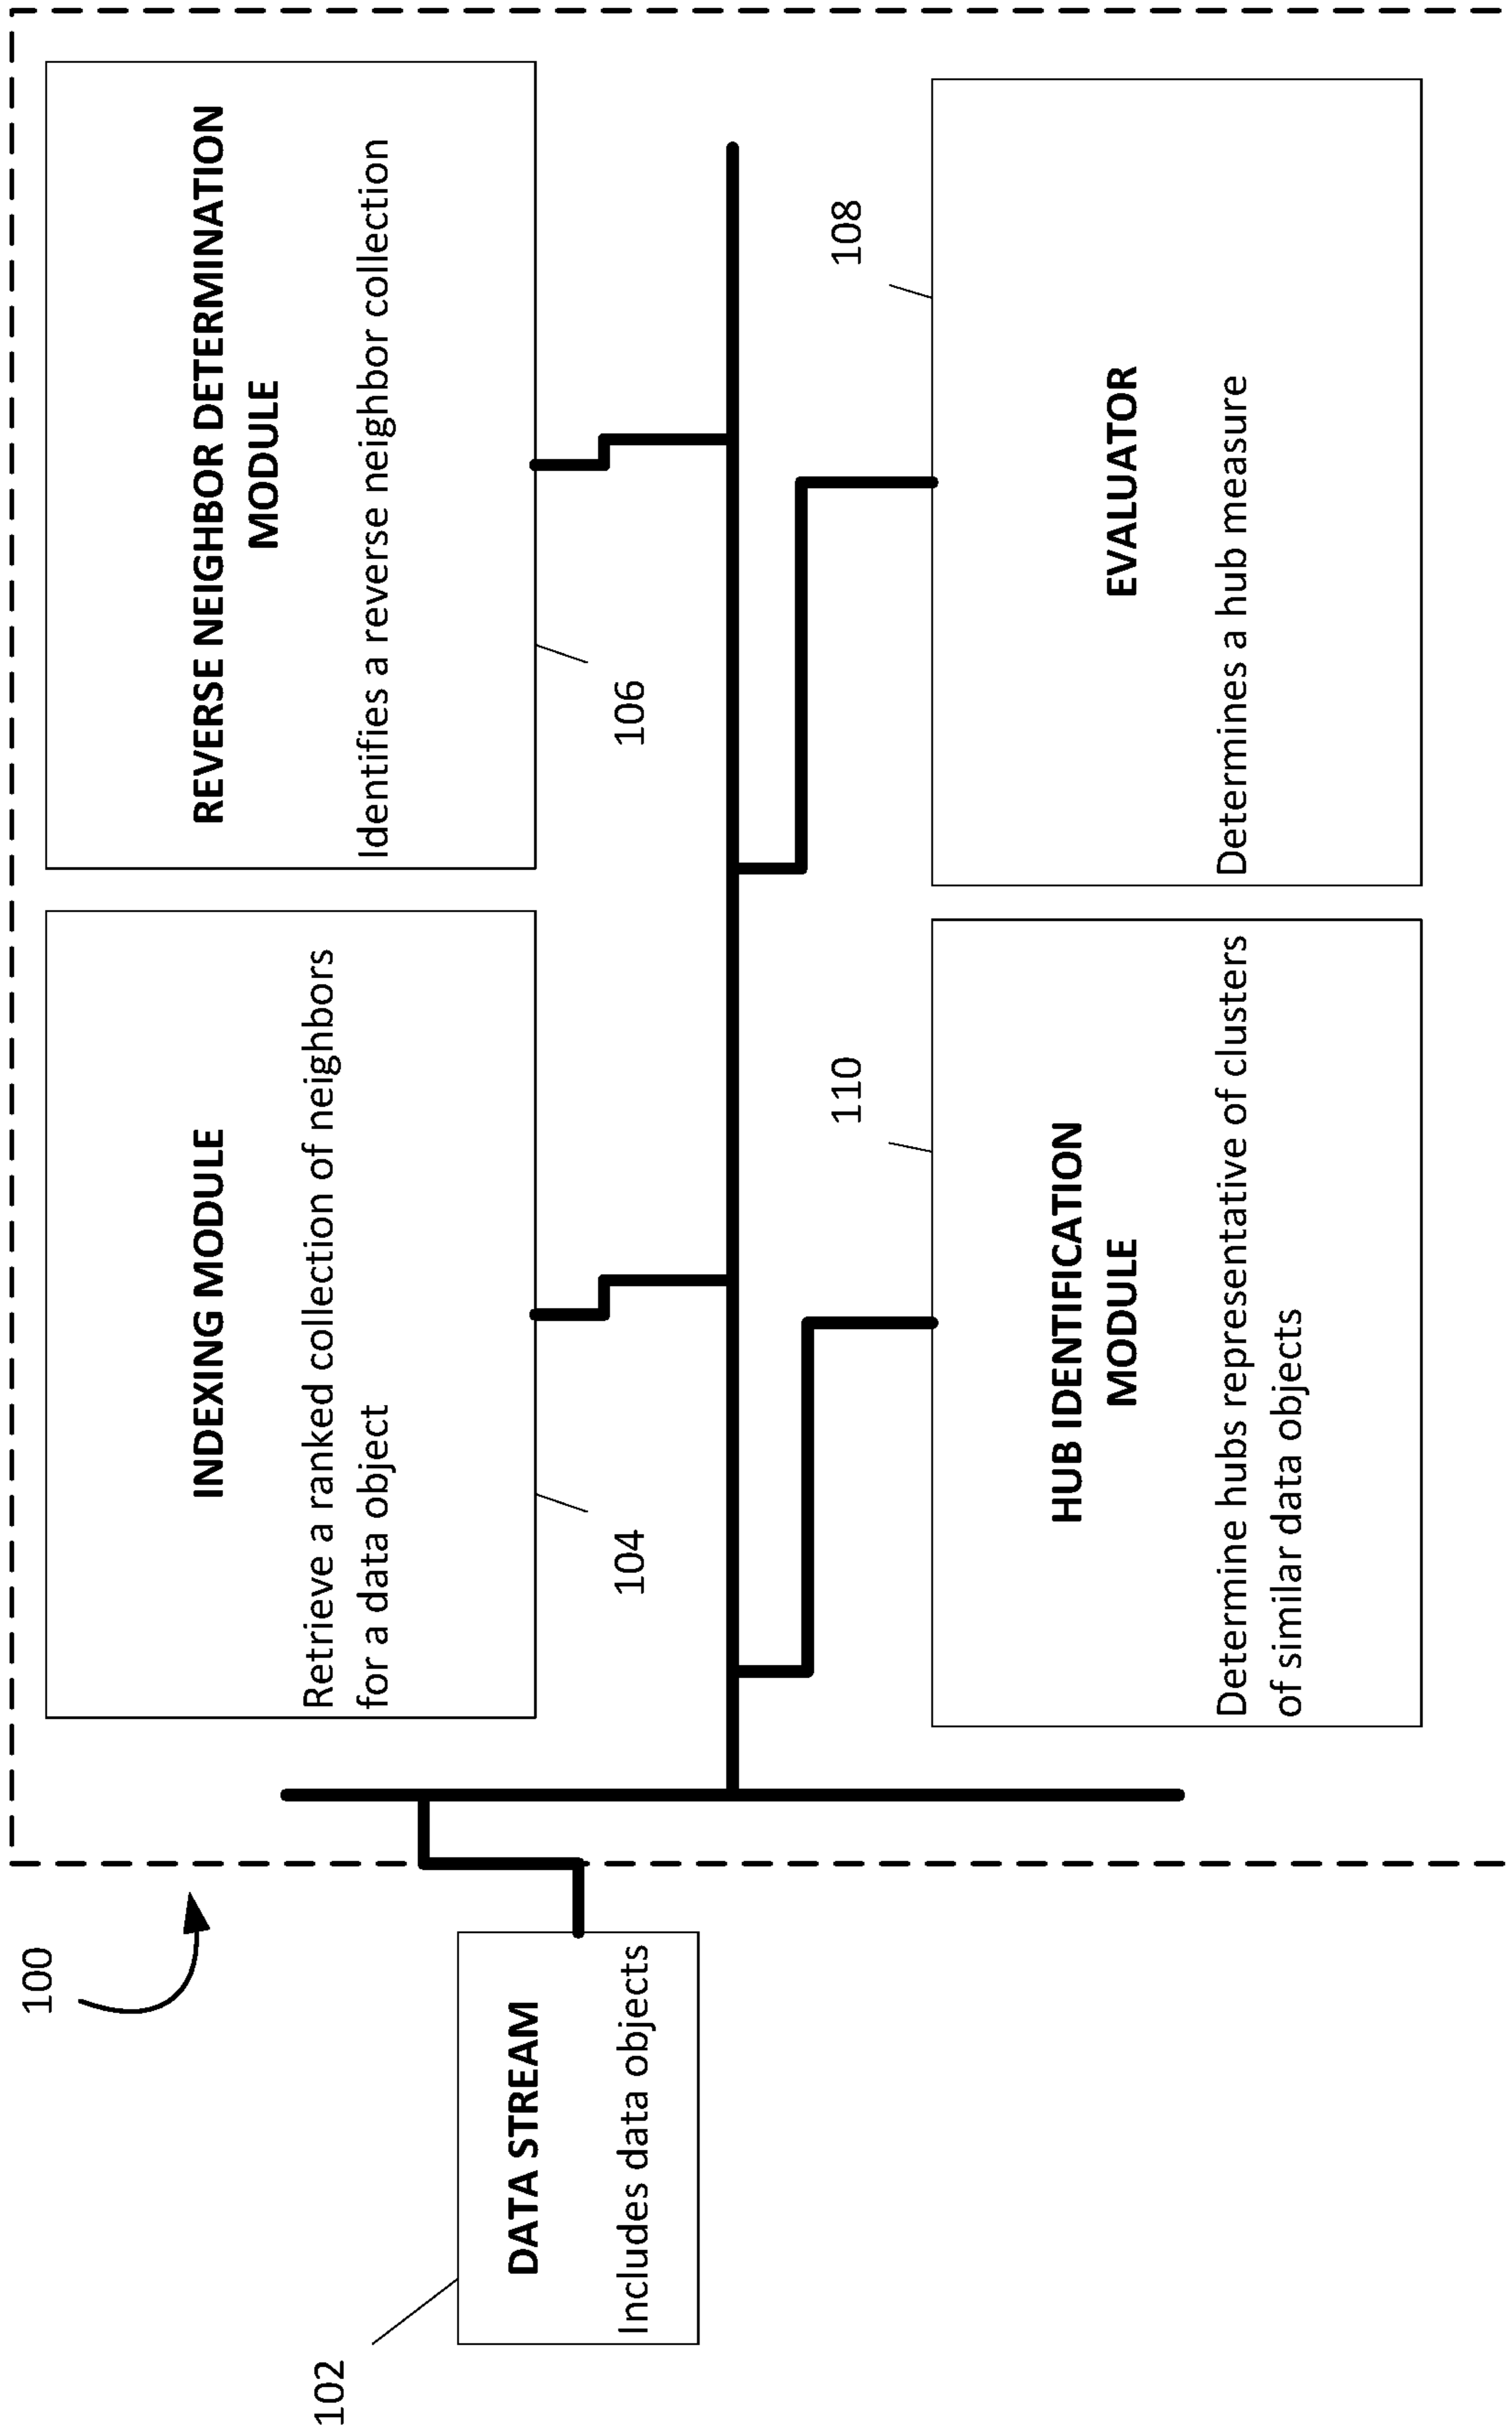 100
102
DATA STREAM
Includes data objects
INDEXING MODULE
Retrieve a ranked collection of neighbors
for a data object
104
REVERSE NEIGHBOR DETERMINATION
MODULE
Identifies a reverse neighbor collection
106
110
HUB IDENTIFICATION
MODULE
Determine hubs representative of clusters
of similar data objects
108
EVALUATOR
Determines a hub measure